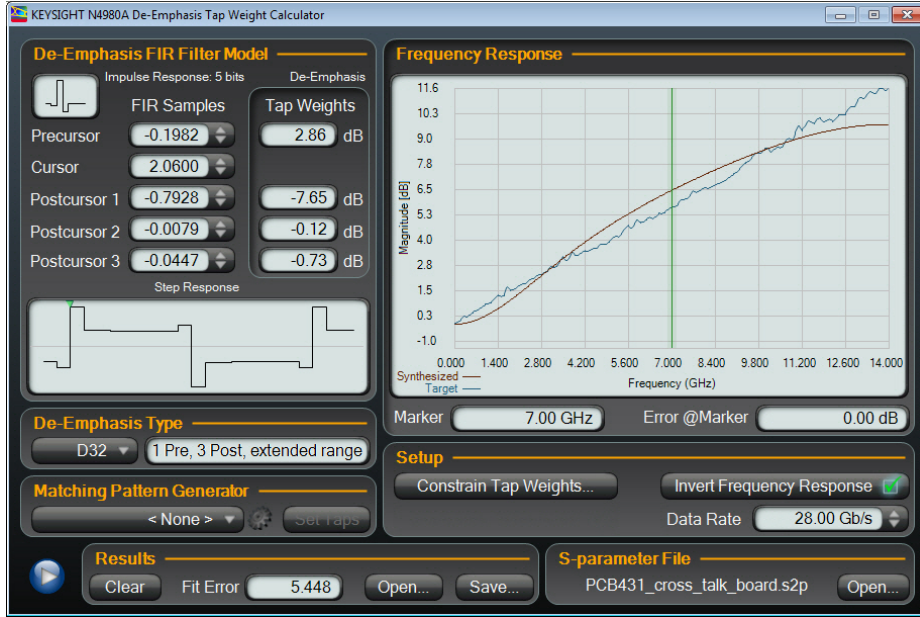 KEYSIGHT N4980A De-Emphasis Tap Weight Calculator
De-Emphasis FIR Filter Model
Impulse Response: 5 bits
De-Emphasis
FIR Samples
Tap Weights
Precursor -0.1982 2.86 dB
Cursor 2.0600
Postcursor 1 -0.7928 -7.65 dB
Postcursor 2 -0.0079 -0.12 dB
Postcursor 3 -0.0447 -0.73 dB
Step Response
De-Emphasis Type
D32 1 Pre, 3 Post, extended range
Matching Pattern Generator
< None > Set Taps
Frequency Response
11.6
10.3
9.0
7.8
6.5
5.3
4.0
2.8
1.5
0.3
-1.0
Magnitude [dB]
0.000 1.400 2.800 4.200 5.600 7.000 8.400 9.800 11.200 12.600 14.000
Synthesized
Target
Frequency (GHz)
Marker 7.00 GHz Error @Marker 0.00 dB
Setup
Constrain Tap Weights... Invert Frequency Response
Data Rate 28.00 Gb/s
Results
Clear Fit Error 5.448 Open... Save...
S-parameter File
PCB431_cross_talk_board.s2p Open...